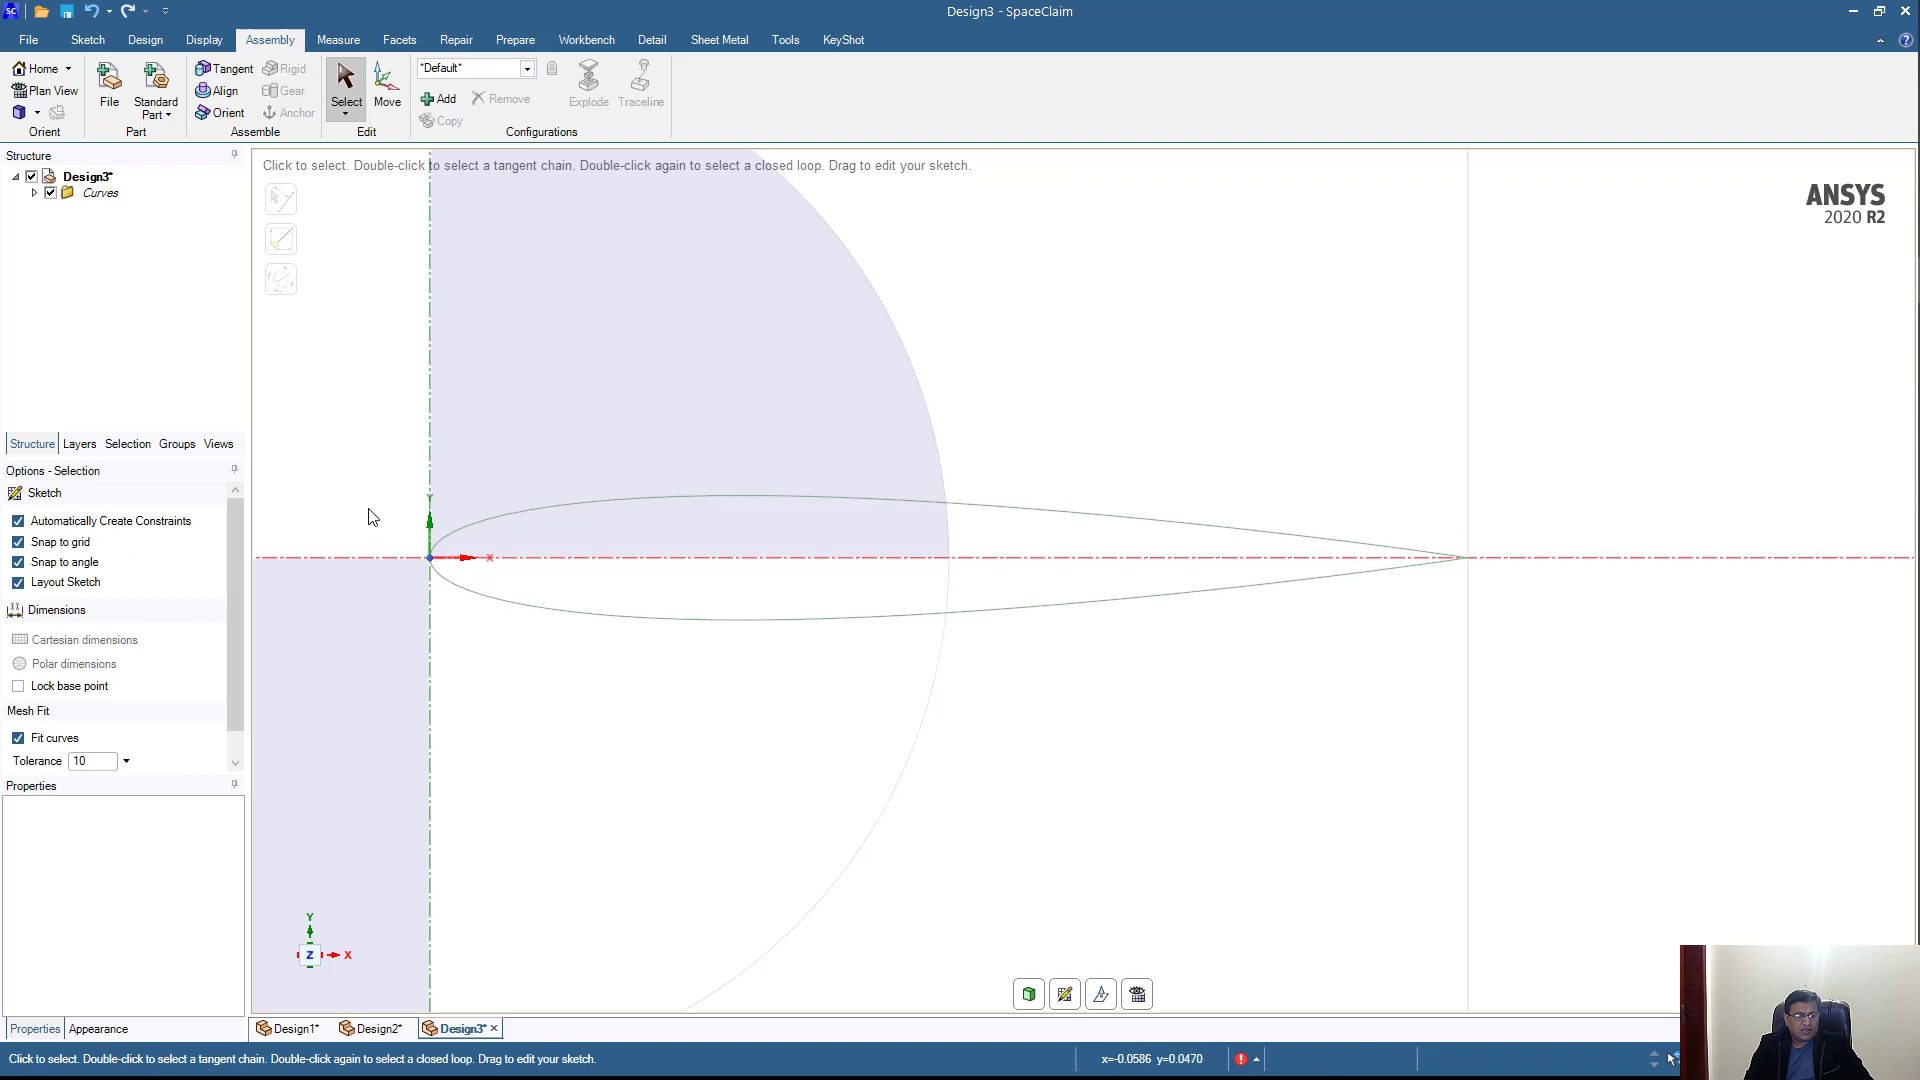 SC
Design3 - SpaceClaim
File Sketch Design Display Assembly Measure Facets Repair Prepare Workbench Detail Sheet Metal Tools KeyShot
Home
Plan View
Orient
File
Standard
Part
Part
Tangent
Align
Orient
Rigid
Gear
Anchor
Assemble
Select
Move
Edit
*Default*
Add
Remove
Copy
Explode
Traceline
Configurations
Structure
Design3*
Curves
Structure Layers Selection Groups Views
Options - Selection
Sketch
Automatically Create Constraints
Snap to grid
Snap to angle
Layout Sketch
Dimensions
Cartesian dimensions
Polar dimensions
Lock base point
Mesh Fit
Fit curves
Tolerance 10
Properties
Properties Appearance
Click to select. Double-click to select a tangent chain. Double-click again to select a closed loop. Drag to edit your sketch.
ANSYS
2020 R2
Y
X
Y
Z
X
Design1* Design2* Design3*
Click to select. Double-click to select a tangent chain. Double-click again to select a closed loop. Drag to edit your sketch.
x=-0.0586 y=0.0470